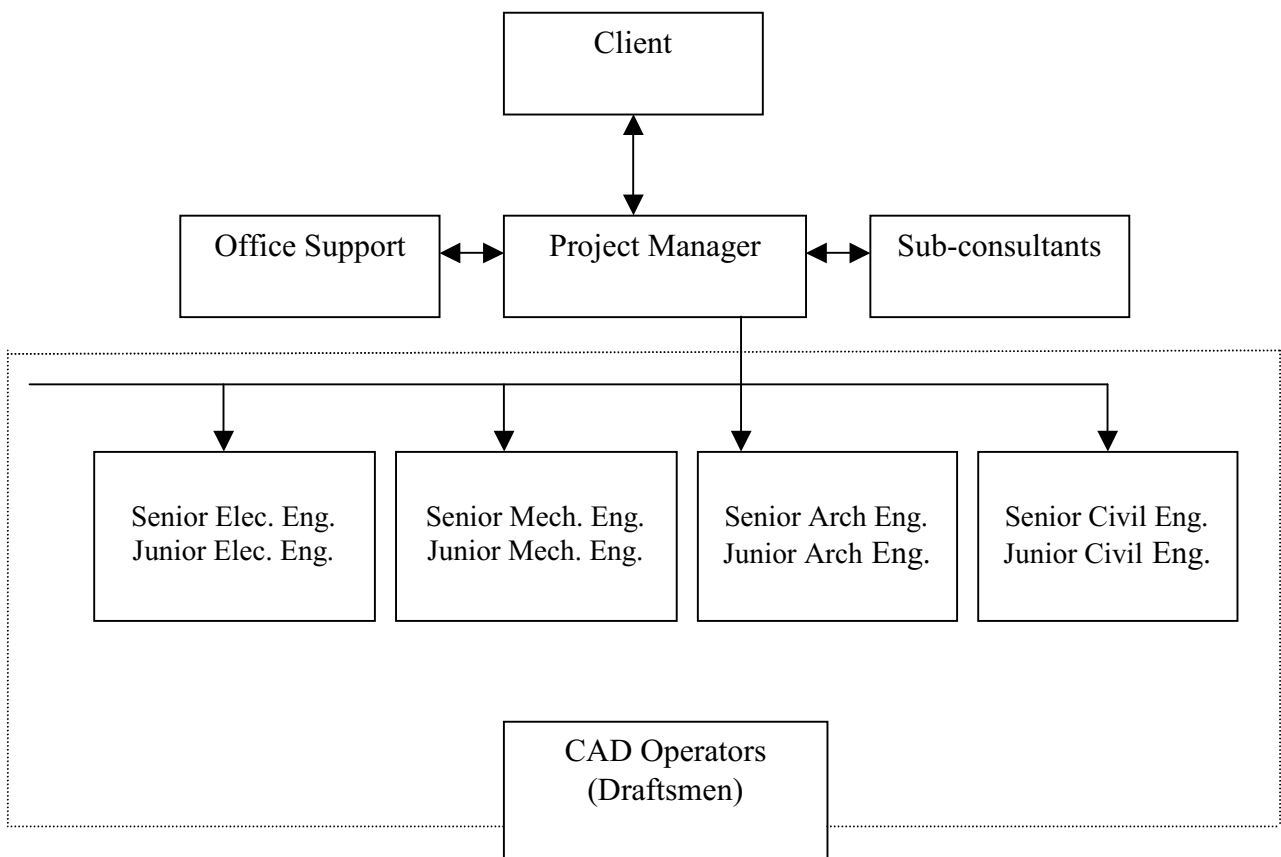 Client
Office Support
Project Manager
Sub-consultants
Senior Elec. Eng.
Junior Elec. Eng.
Senior Mech. Eng.
Junior Mech. Eng.
Senior Arch Eng.
Junior Arch Eng.
Senior Civil Eng.
Junior Civil Eng.
CAD Operators
(Draftsmen)